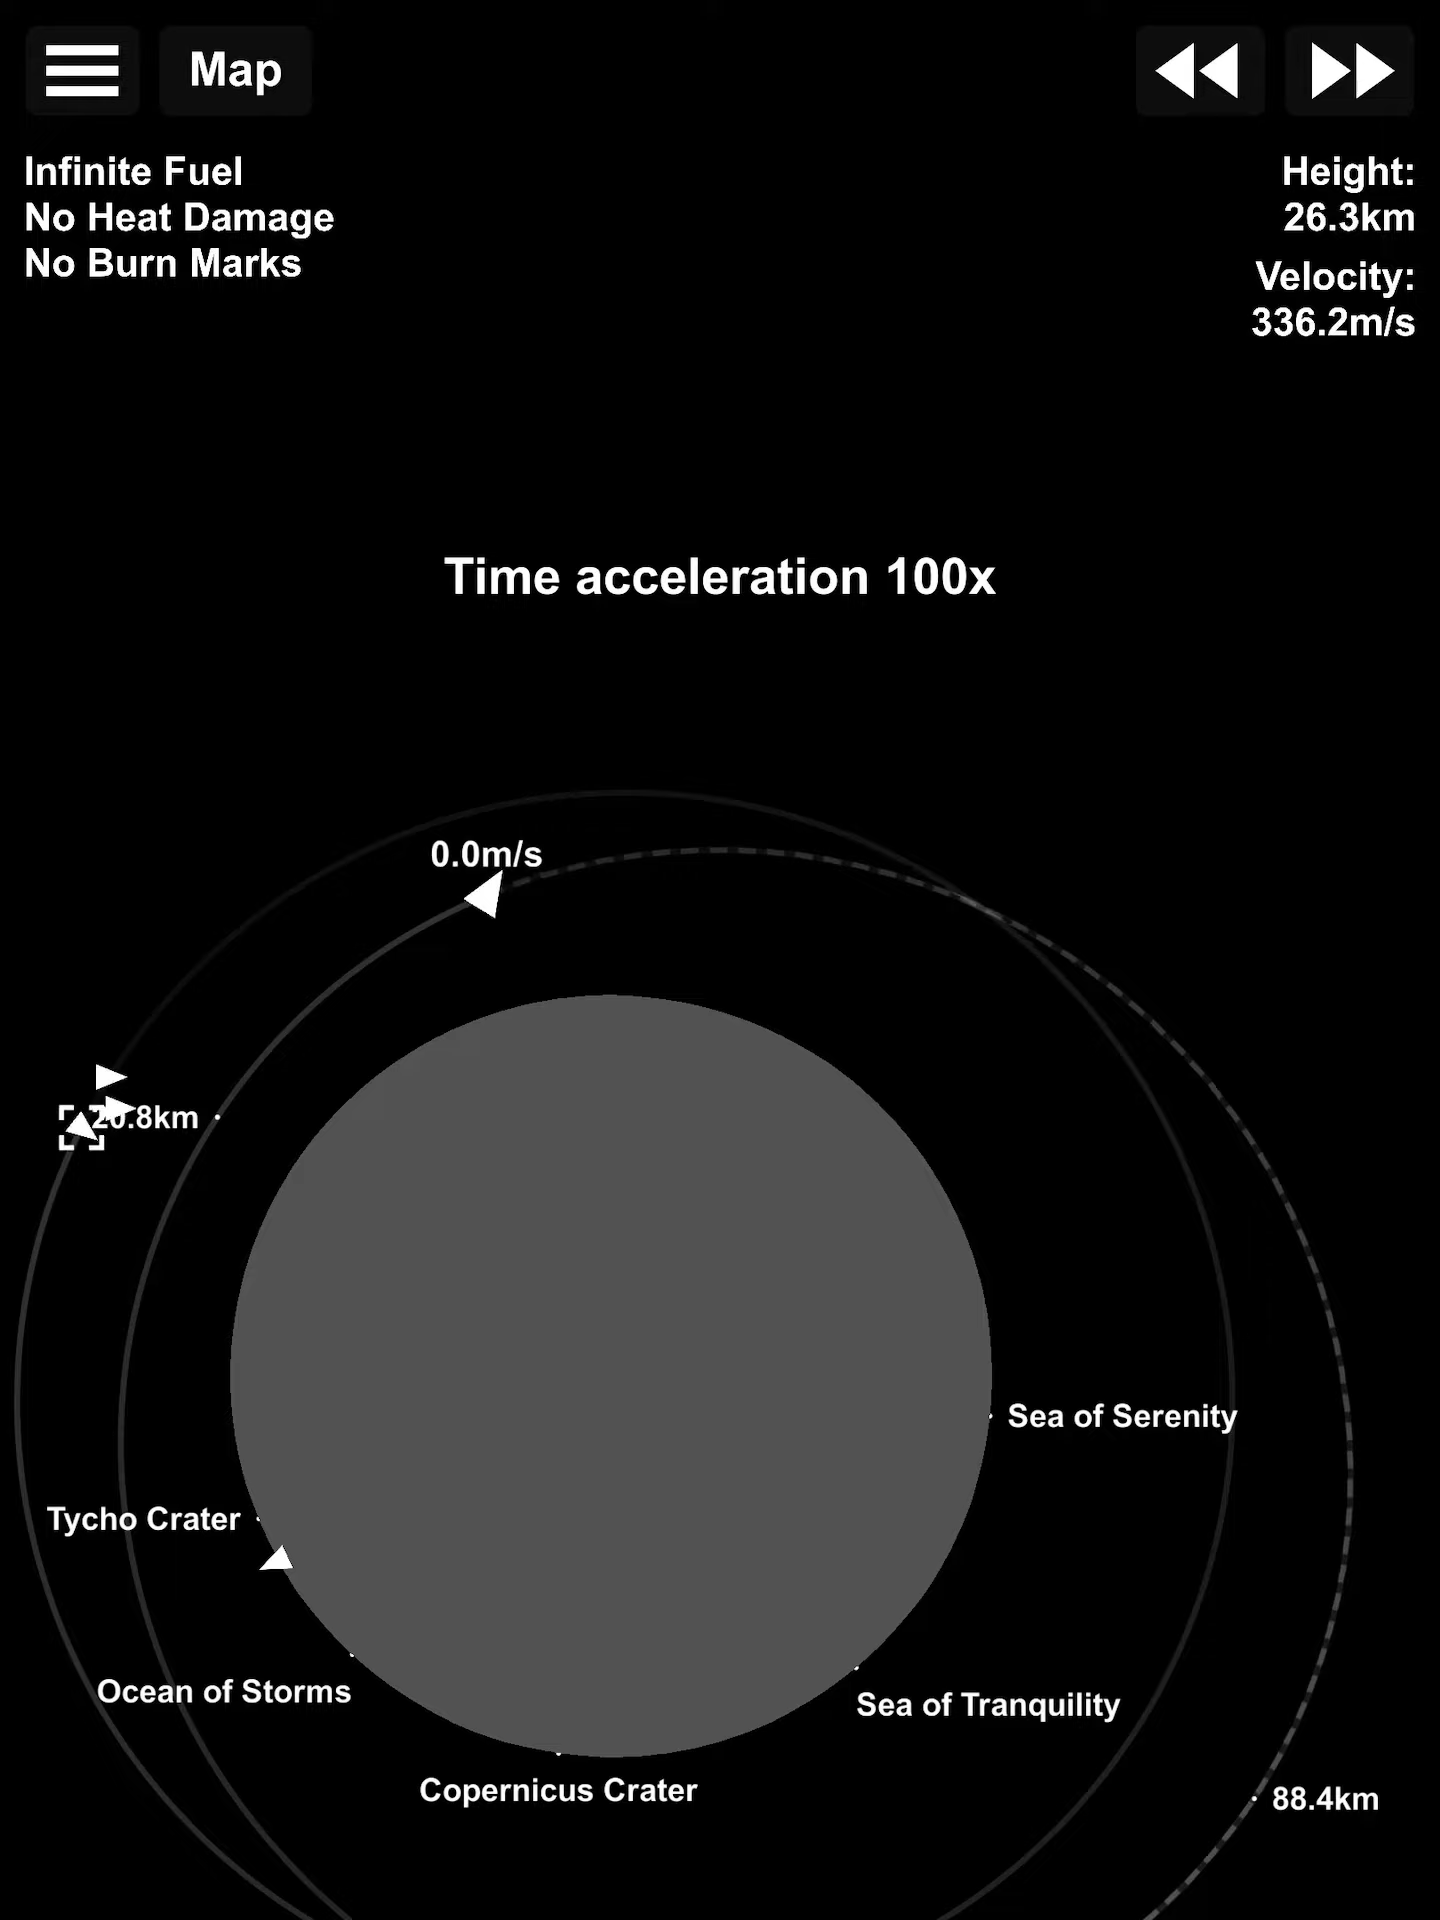 Map
Infinite Fuel
No Heat Damage
No Burn Marks
Height:
26.3km
Velocity:
336.2m/s
Time acceleration 100x
0.0m/s
20.8km
Sea of Serenity
Tycho Crater
Ocean of Storms
Sea of Tranquility
Copernicus Crater
88.4km